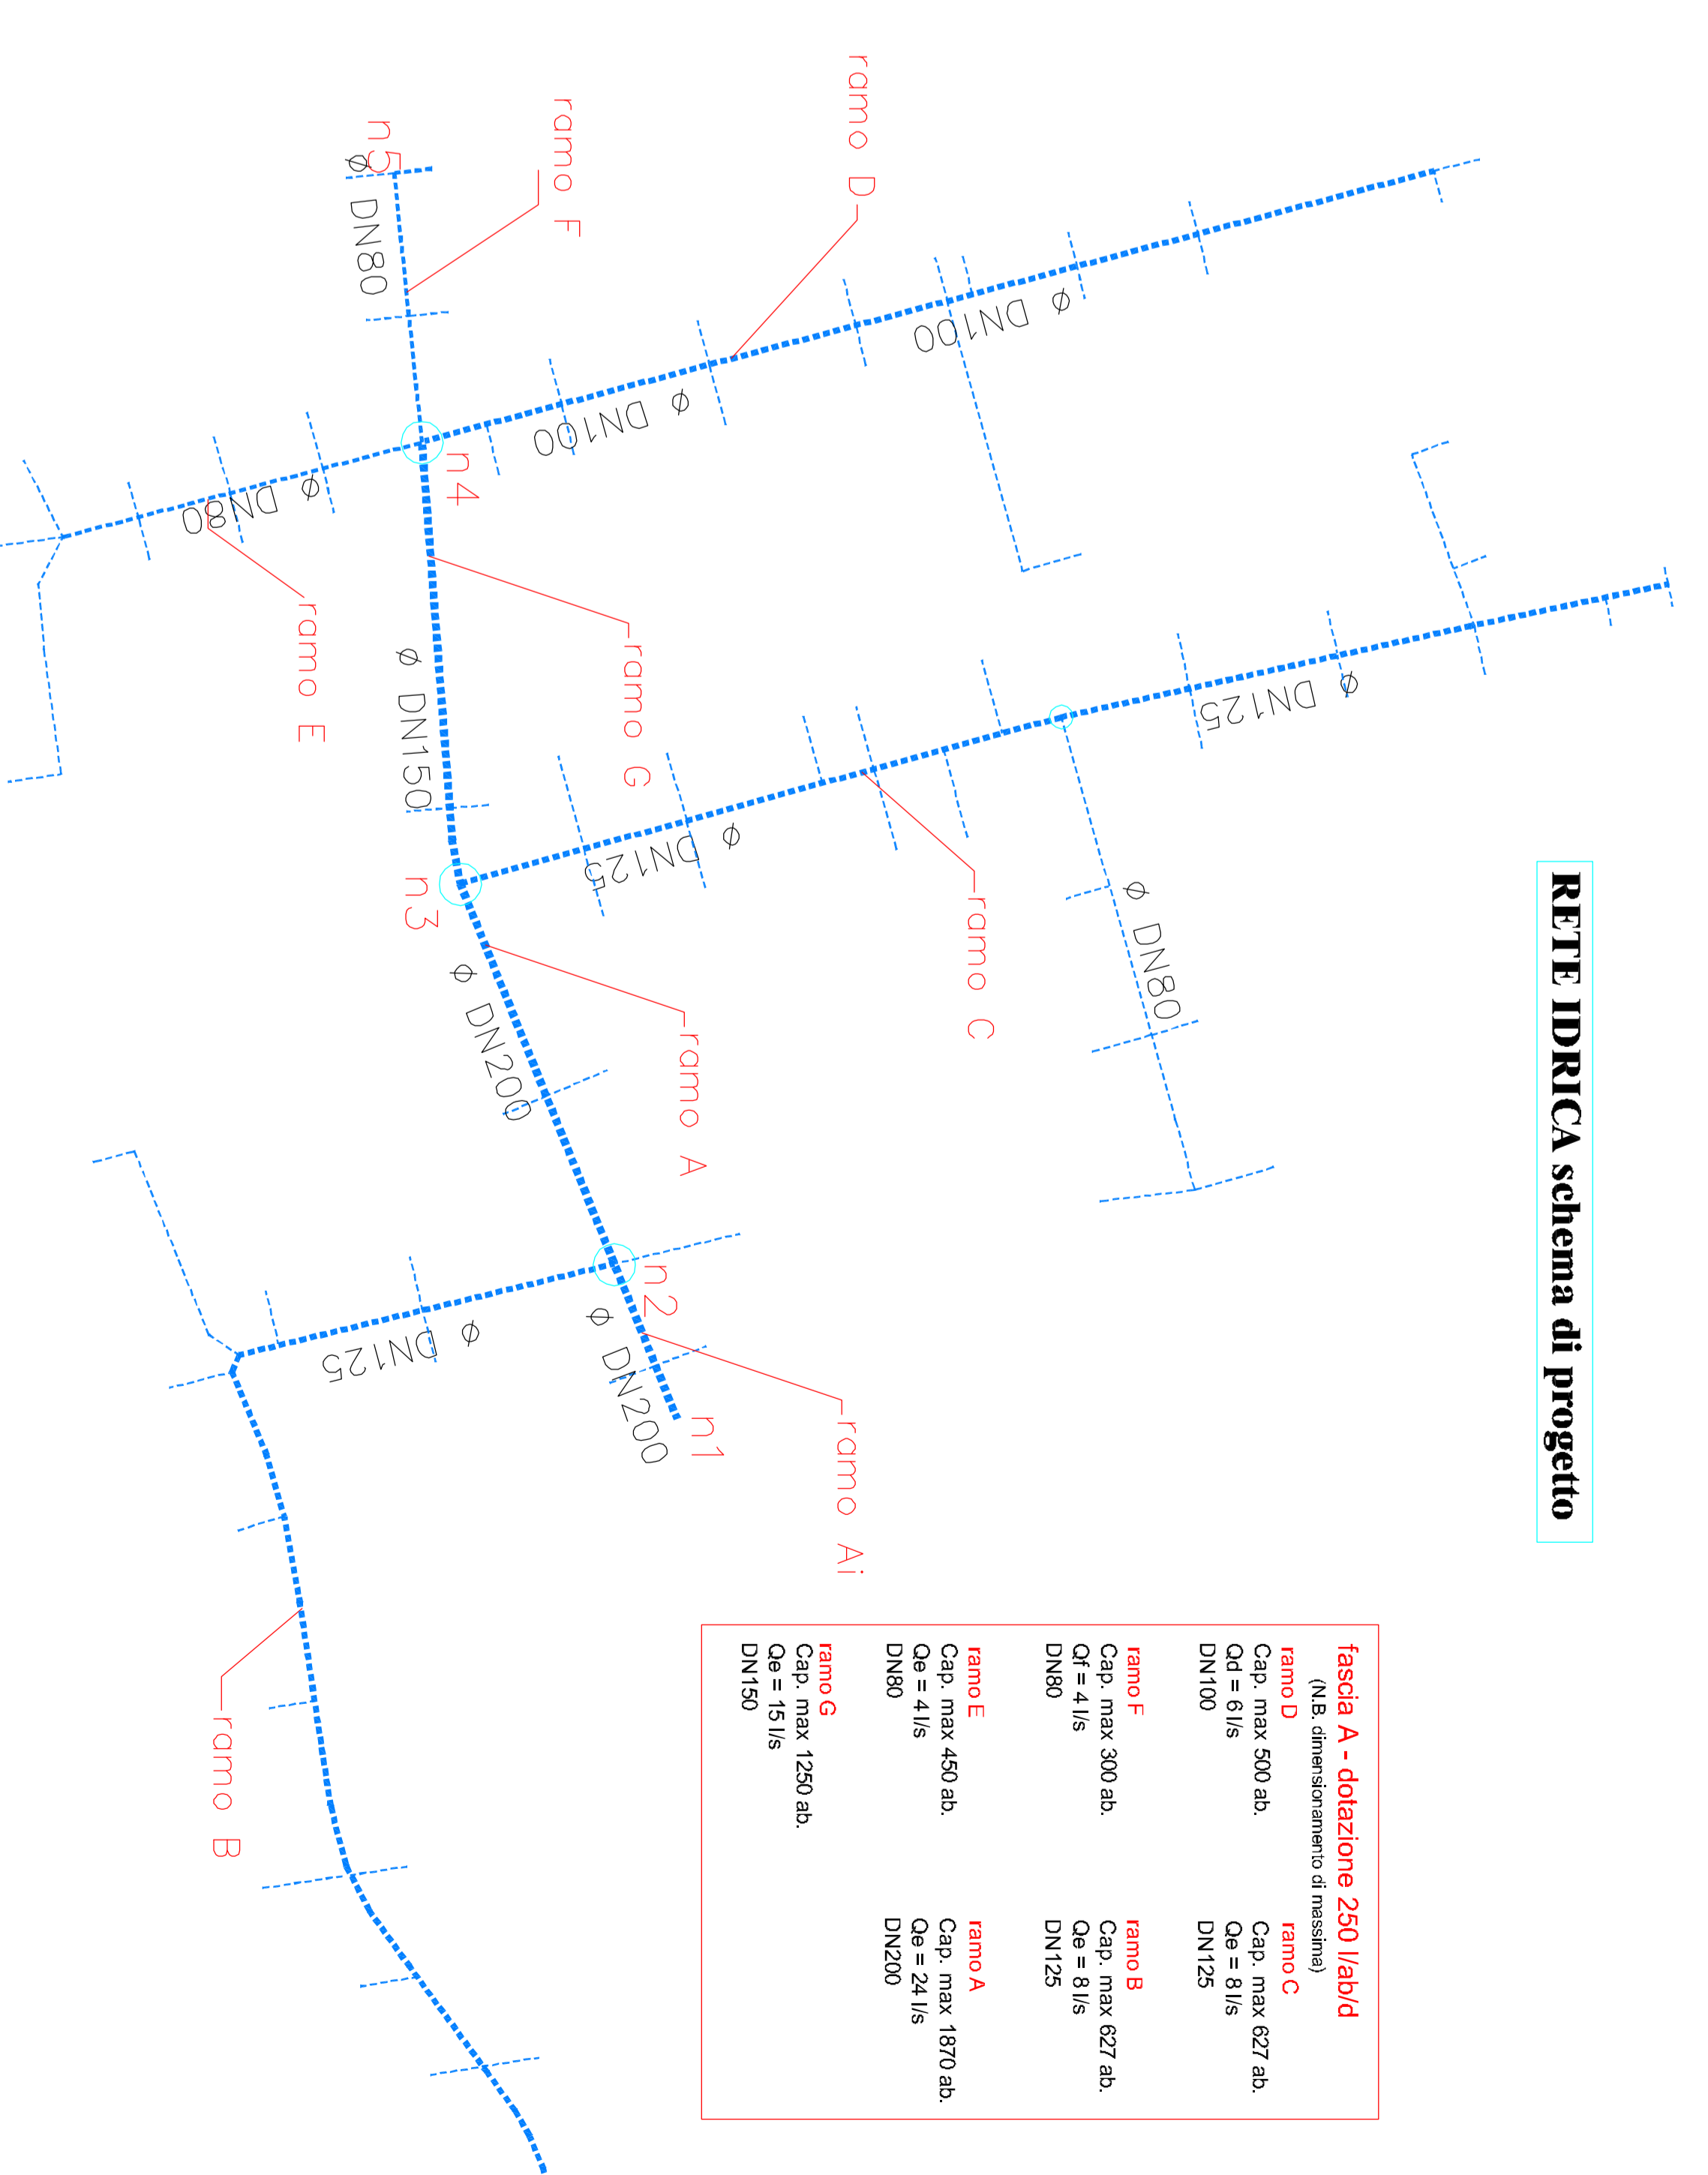 RETE IDRICA schema di progetto
fascia A - dotazione 250 l/ab/d
(N.B. dimensionamento di massima)
ramo D
Cap. max 500 ab.
Qd = 6 l/s
DN100
ramo F
Cap. max 300 ab.
Qf = 4 l/s
DN80
ramo E
Cap. max 450 ab.
Qe = 4 l/s
DN80
ramo G
Cap. max 1250 ab.
Qe = 15 l/s
DN150
ramo C
Cap. max 627 ab.
Qe = 8 l/s
DN125
ramo B
Cap. max 627 ab.
Qe = 8 l/s
DN125
ramo A
Cap. max 1870 ab.
Qe = 24 l/s
DN200
ramo D
ramo F
n5
ø DN80
ø DN100
ø DN100
n4
ø DN80
ramo E
ramo G
ø DN150
n3
ø DN125
ø DN125
ramo C
ø DN80
ramo A
ø DN200
n2
ø DN200
n1
ramo Ai
ø DN125
ramo B